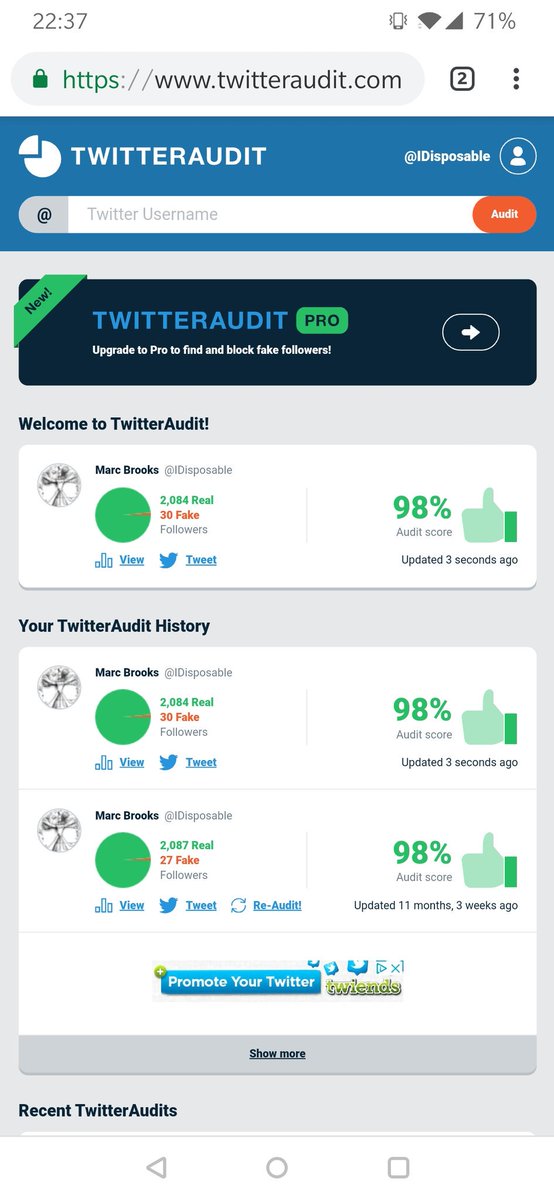 22:37
71%
https://www.twitteraudit.com
2
TWITTERAUDIT
@IDisposable
@
Twitter Username
Audit
New!
TWITTERAUDIT PRO
Upgrade to Pro to find and block fake followers!
Welcome to TwitterAudit!
Marc Brooks @IDisposable
2,084 Real
30 Fake
Followers
98%
Audit score
View
Tweet
Updated 3 seconds ago
Your TwitterAudit History
Marc Brooks @IDisposable
2,084 Real
30 Fake
Followers
98%
Audit score
View
Tweet
Updated 3 seconds ago
Marc Brooks @IDisposable
2,087 Real
27 Fake
Followers
98%
Audit score
View
Tweet
Re-Audit!
Updated 11 months, 3 weeks ago
Promote Your Twitter
twiends
Show more
Recent TwitterAudits